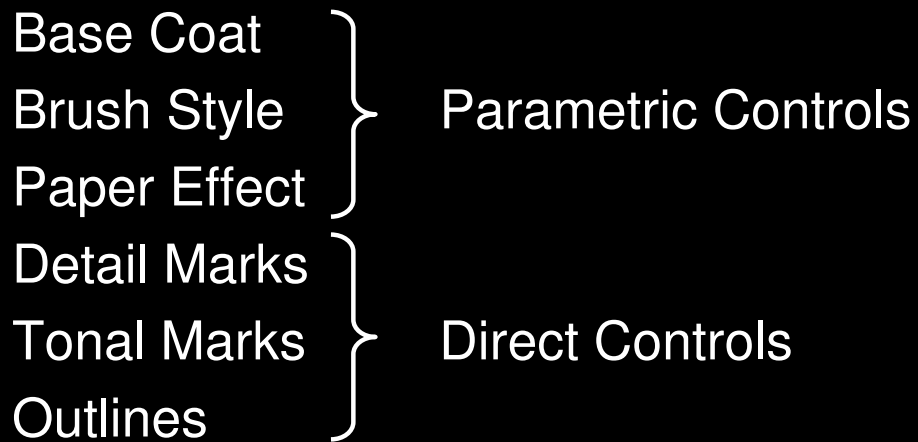 Base Coat
Brush Style
Paper Effect
Parametric Controls
Detail Marks
Tonal Marks
Outlines
Direct Controls